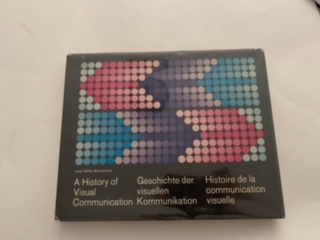 Josef Müller-Brockmann
A History of
Visual
Communication
Geschichte der
visuellen
Kommunikation
Histoire de la
communication
visuelle